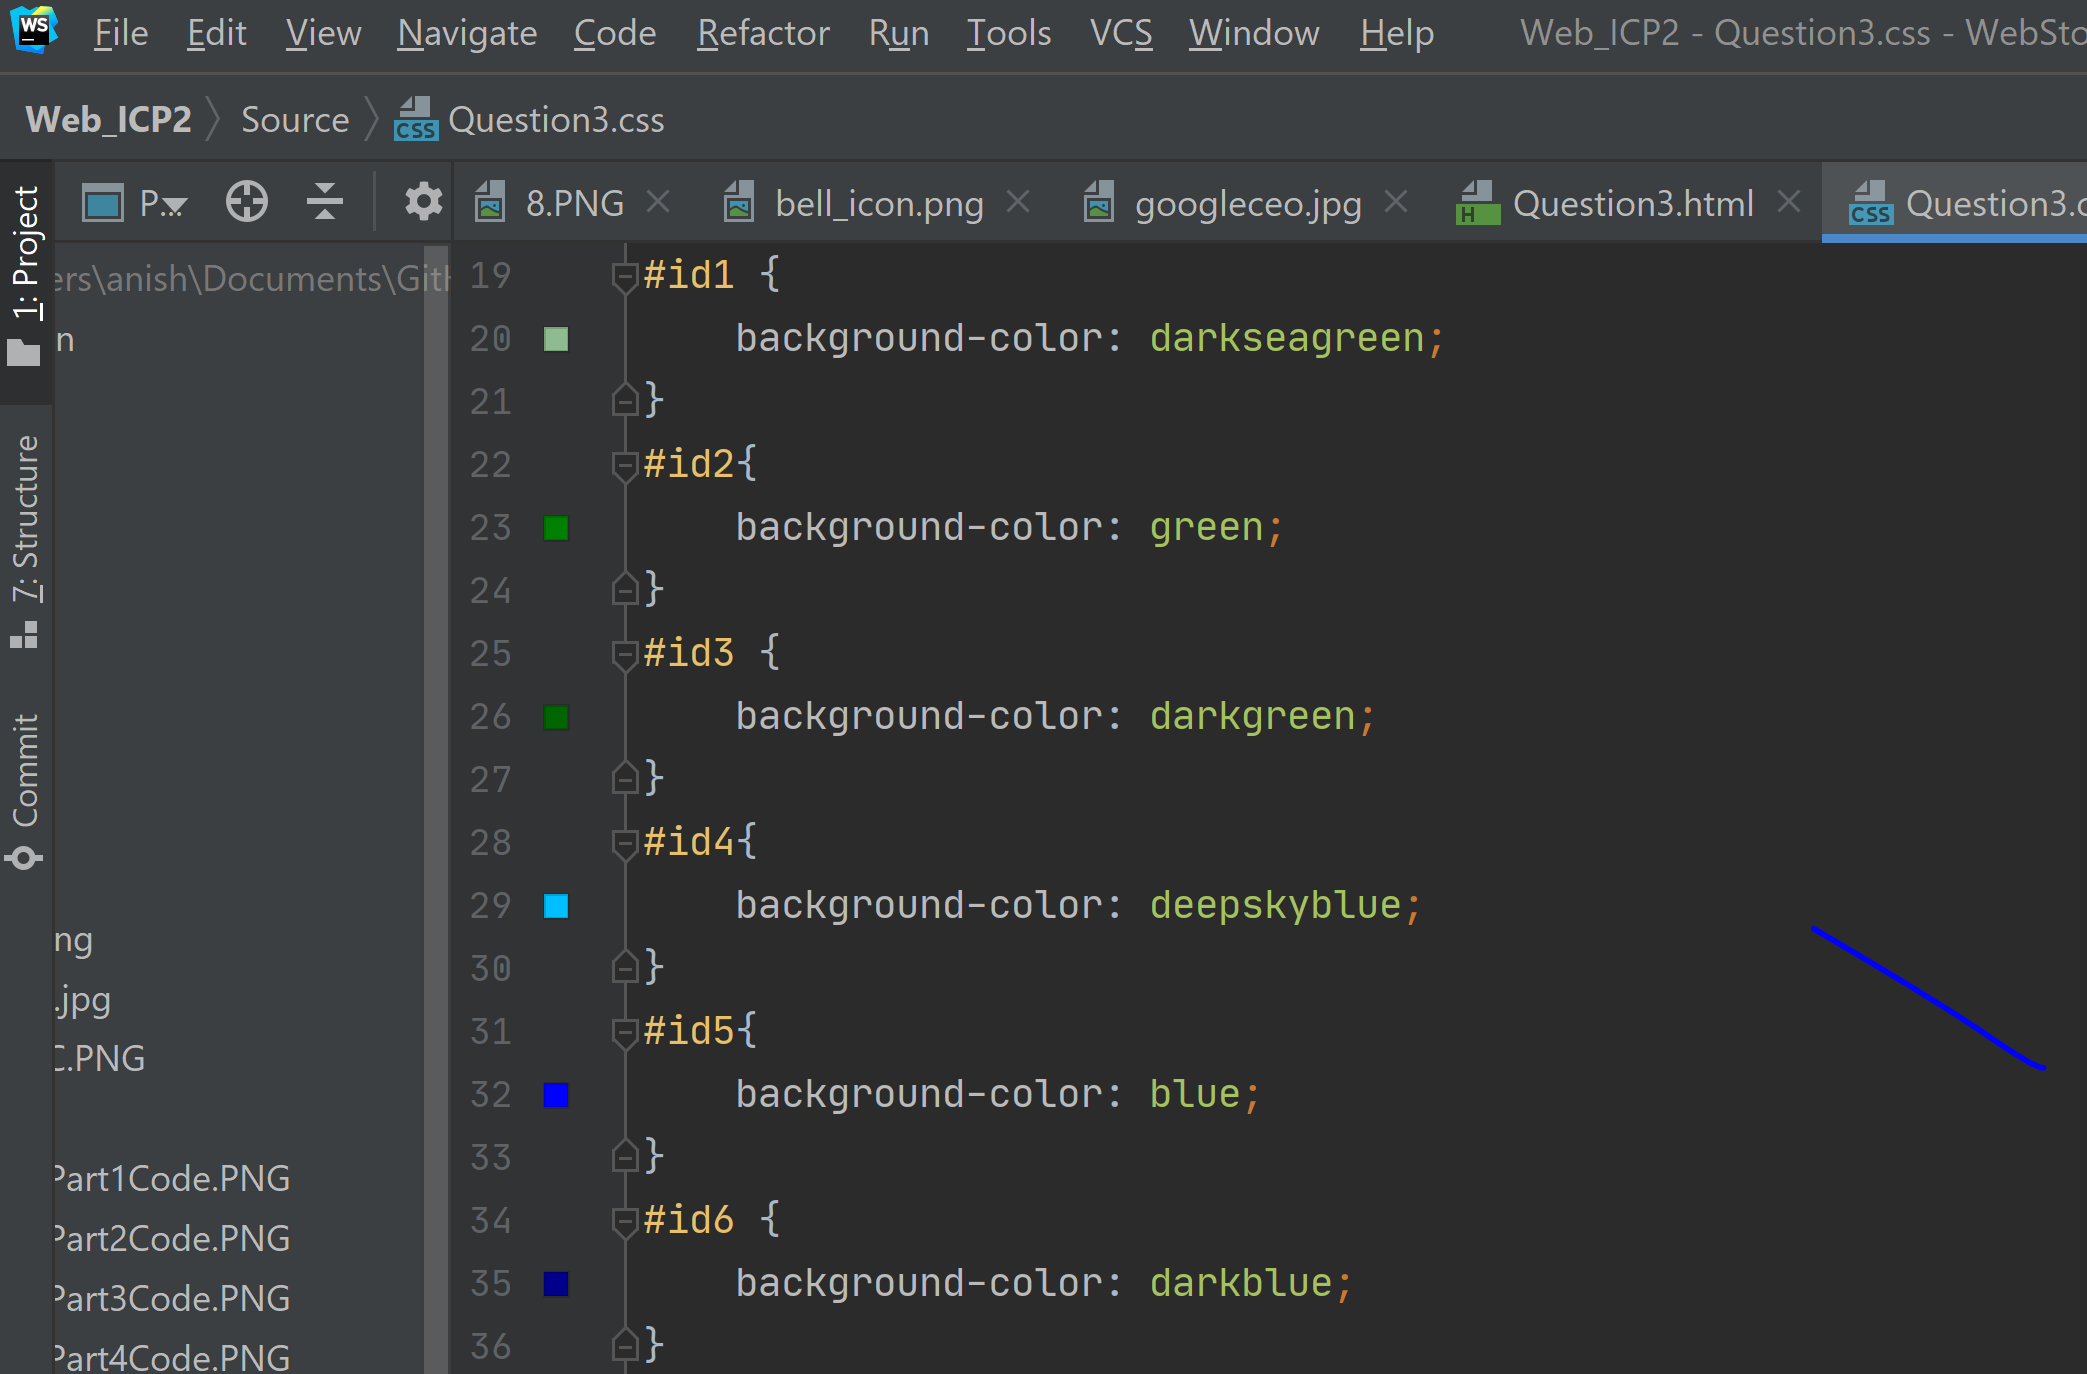 WS File Edit View Navigate Code Refactor Run Tools VCS Window Help Web_ICP2 - Question3.css - WebSto
Web_ICP2 Source CSS Question3.css
1: Project
7: Structure
Commit
P...
8.PNG bell_icon.png googleceo.jpg H Question3.html CSS Question3.c
ers\anish\Documents\Gith
n
ng
.jpg
C.PNG
Part1Code.PNG
Part2Code.PNG
Part3Code.PNG
Part4Code.PNG
19 #id1 {
20 background-color: darkseagreen;
21 }
22 #id2{
23 background-color: green;
24 }
25 #id3 {
26 background-color: darkgreen;
27 }
28 #id4{
29 background-color: deepskyblue;
30 }
31 #id5{
32 background-color: blue;
33 }
34 #id6 {
35 background-color: darkblue;
36 }